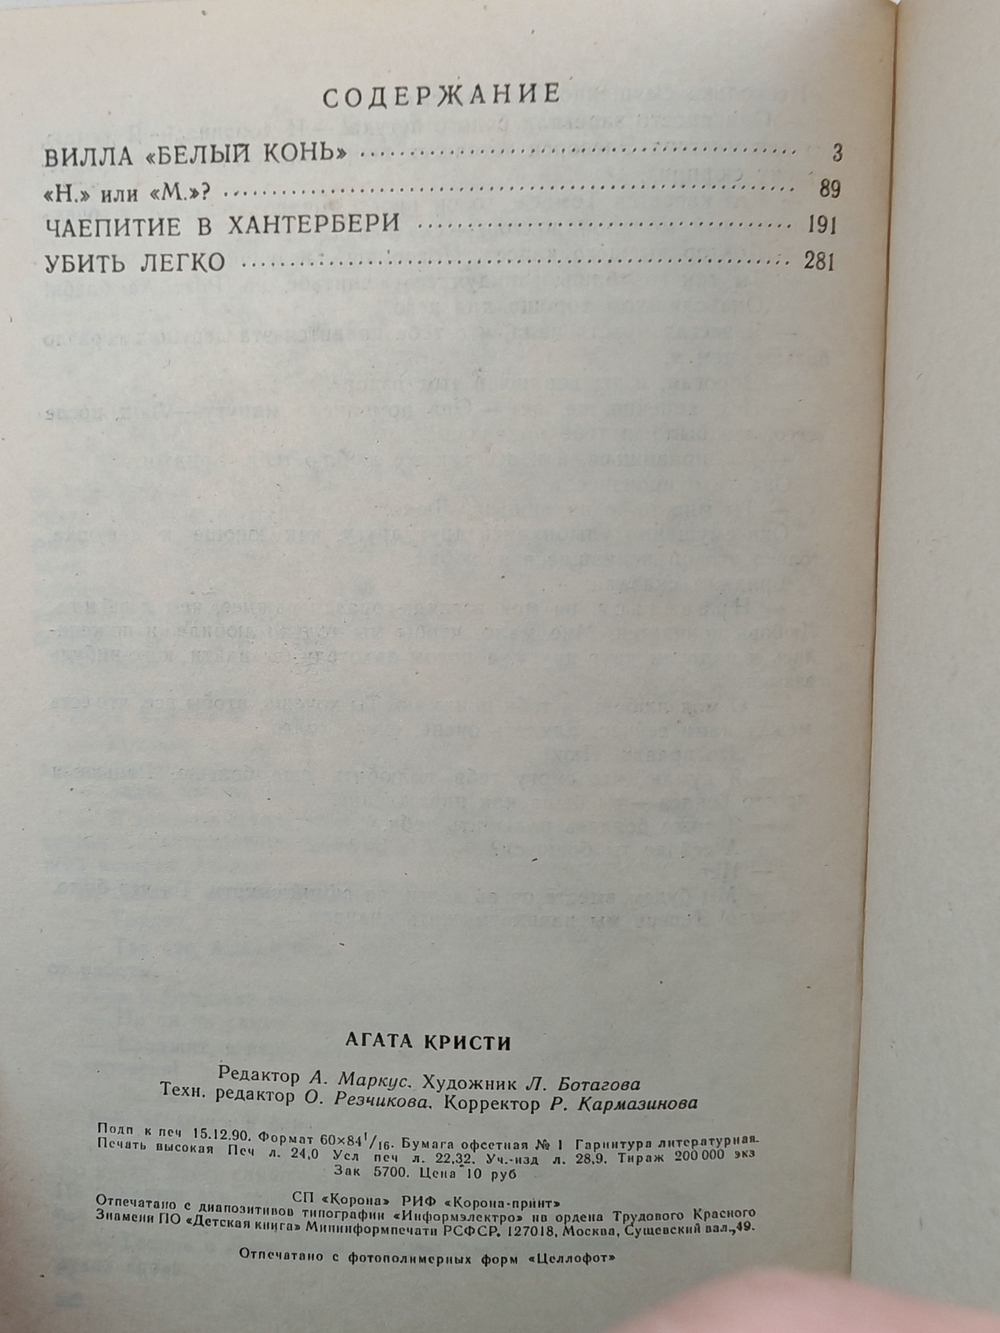 СОДЕРЖАНИЕ
ВИЛЛА «БЕЛЫЙ КОНЬ» 3
«Н.» или «М.»? 89
ЧАЕПИТИЕ В ХАНТЕРБЕРИ 191
УБИТЬ ЛЕГКО 281
АГАТА КРИСТИ
Редактор А. Маркус. Художник Л. Ботагова
Техн. редактор О. Резчикова. Корректор Р. Кармазинова
Подп к печ 15.12.90. Формат 60×84¹/₁₆. Бумага офсетная № 1 Гарнитура литературная.
Печать высокая Печ л. 24,0 Усл печ л. 22,32. Уч.-изд л. 28,9. Тираж 200 000 экз
Зак 5700. Цена 10 руб
СП «Корона» РИФ «Корона-принт»
Отпечатано с диапозитивов типографии «Информэлектро» на ордена Трудового Красного
Знамени ПО «Детская книга» Мининформпечати РСФСР. 127018, Москва, Сущевский вал, 49.
Отпечатано с фотополимерных форм «Целлофот»